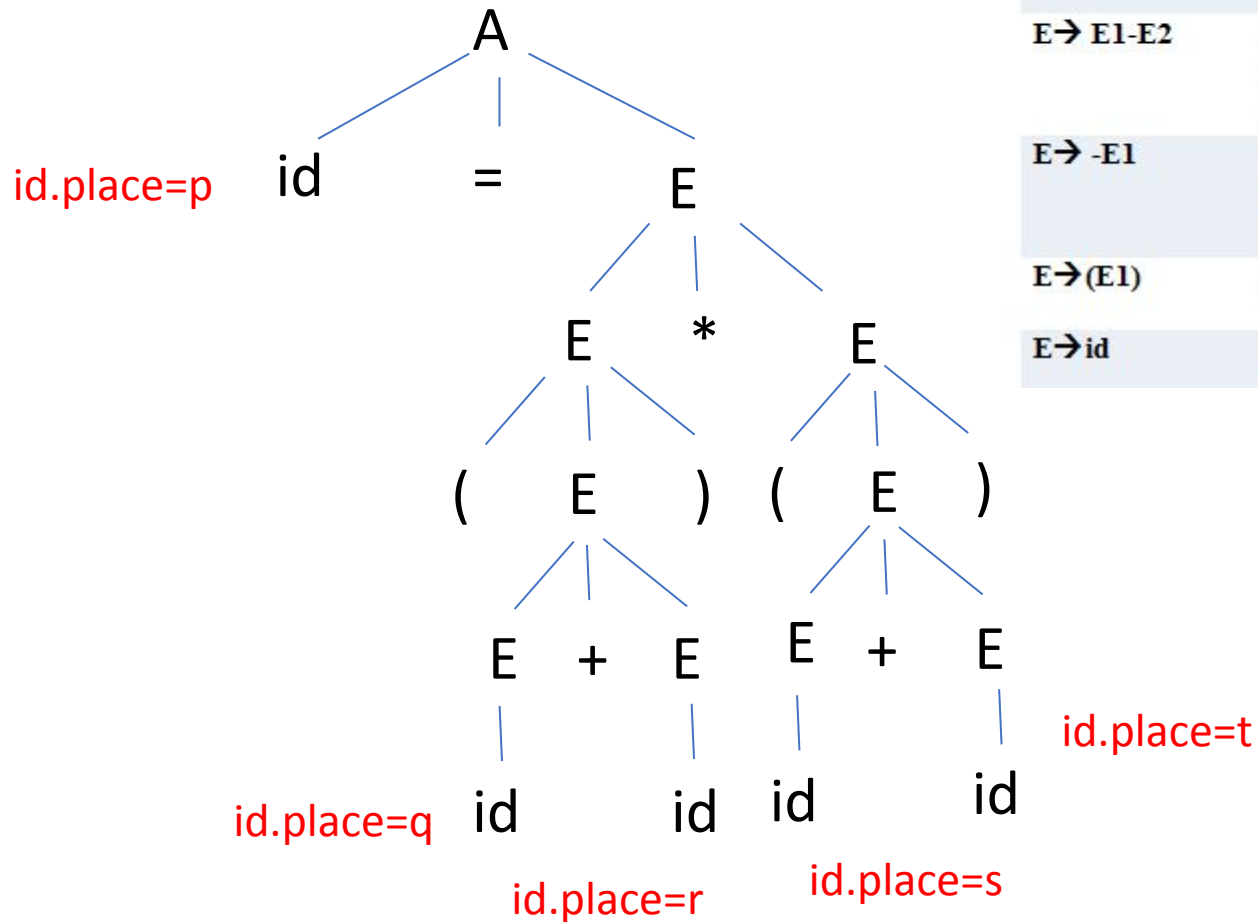 A
E→ E1-E2
id.place=p id = E
E→ -E1
E→(E1)
E * E
E→id
( E ) ( E )
E + E E + E
id.place=t
id.place=q id id id id
id.place=r id.place=s